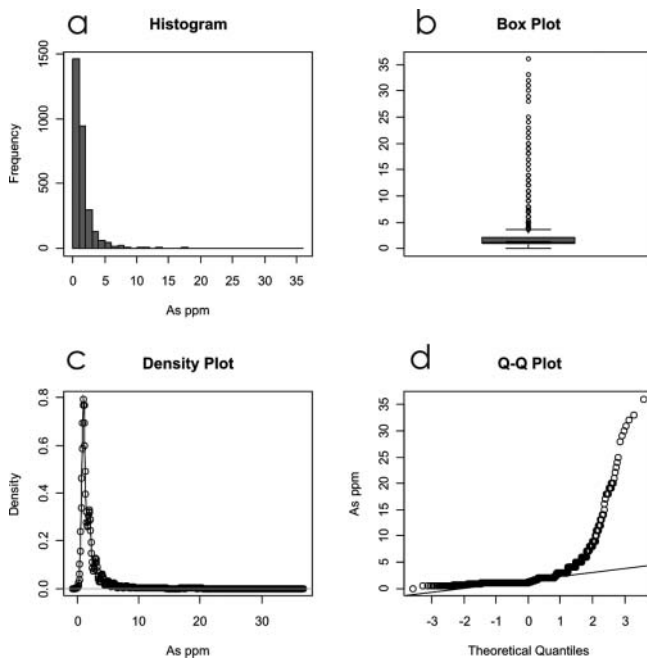 a Histogram
Frequency
0 500 1000 1500
0 5 10 15 20 25 30 35
As ppm
b Box Plot
0 5 10 15 20 25 30 35
c Density Plot
Density
0.0 0.2 0.4 0.6 0.8
0 10 20 30
As ppm
d Q-Q Plot
As ppm
0 5 10 15 20 25 30 35
-3 -2 -1 0 1 2 3
Theoretical Quantiles